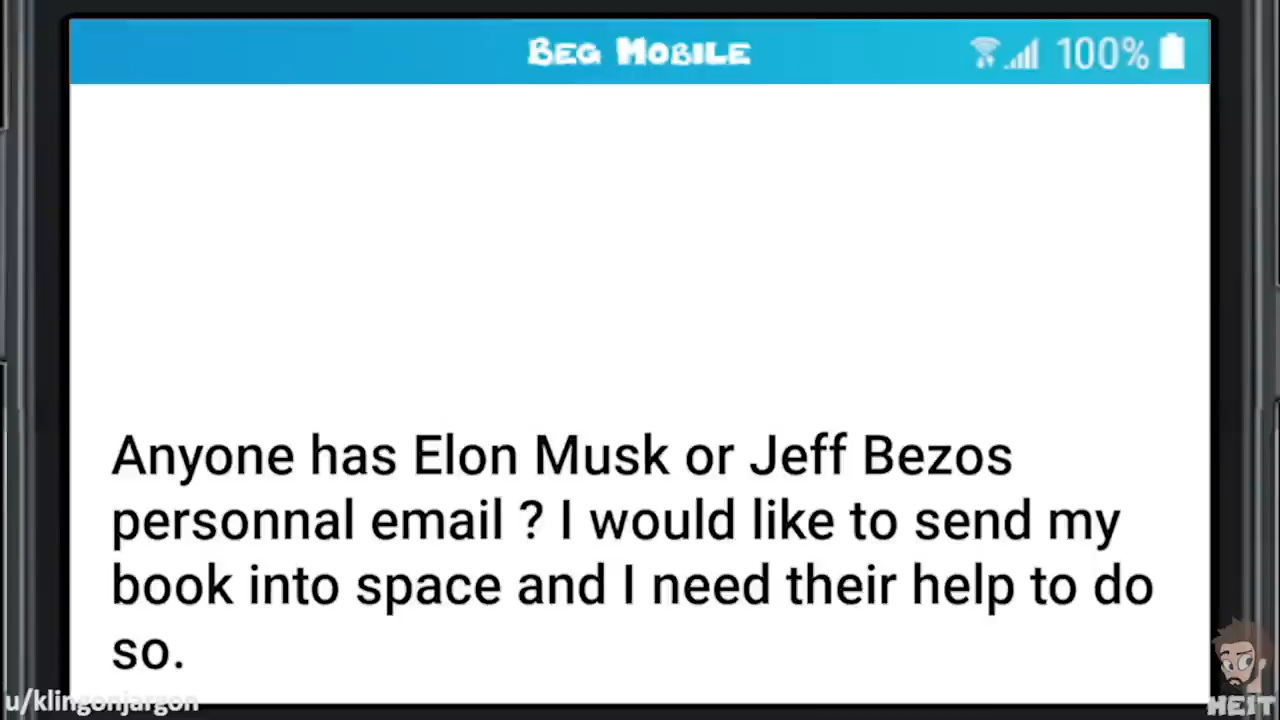 Beg Mobile
100%
Anyone has Elon Musk or Jeff Bezos
personnal email ? I would like to send my
book into space and I need their help to do
so.
u/klingonjargon
HEIT